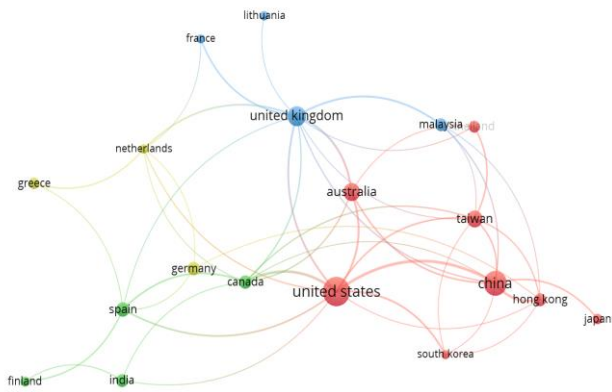 lithuania
france
united kingdom
malaysia
netherlands
greece
australia
taiwan
germany
canada
united states
china
hong kong
spain
japan
south korea
finland
india